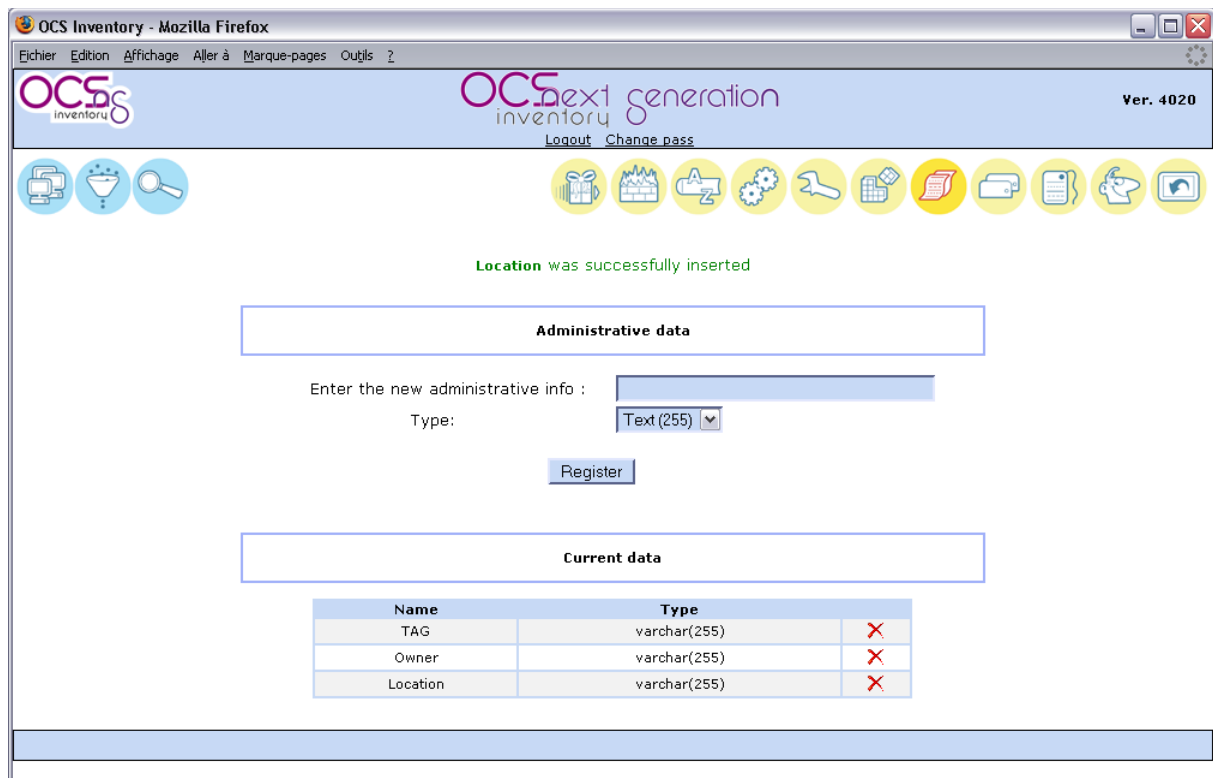 OCS Inventory - Mozilla Firefox
Fichier Edition Affichage Aller à Marque-pages Outils ?
OCS ng inventory
OCS next generation
inventory
Ver. 4020
Logout Change pass
A Z
Location was successfully inserted
Administrative data
Enter the new administrative info :
Type: Text (255)
Register
Current data
Name Type
TAG varchar(255)
Owner varchar(255)
Location varchar(255)